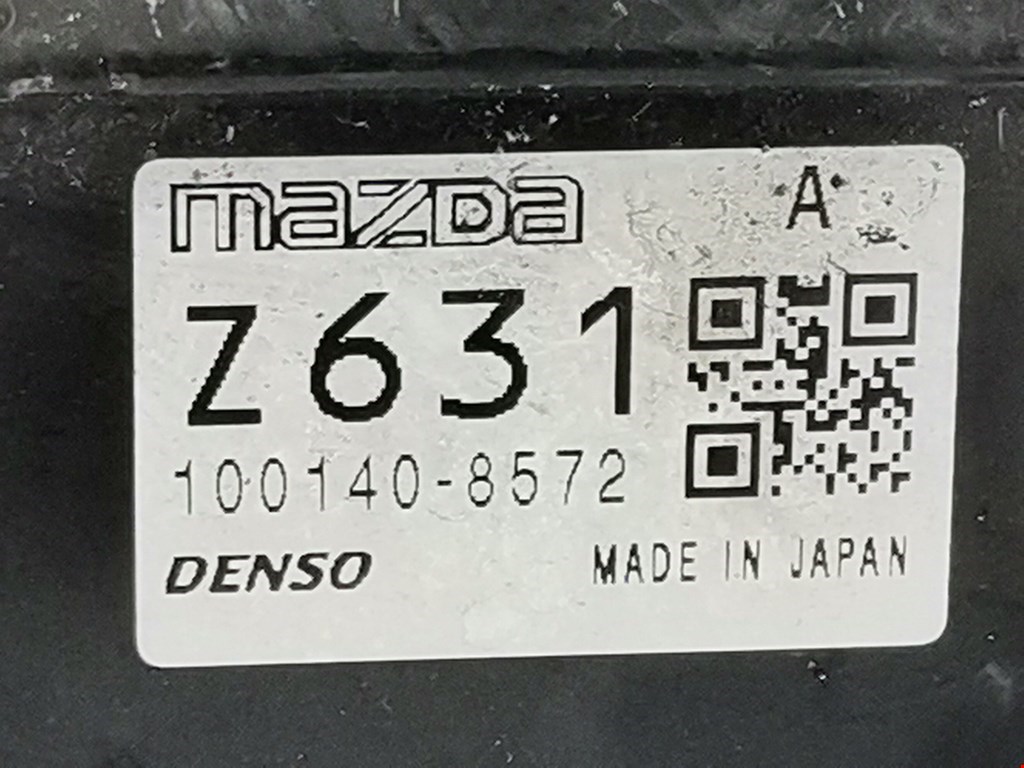 mazda A
Z631
100140-8572
DENSO MADE IN JAPAN